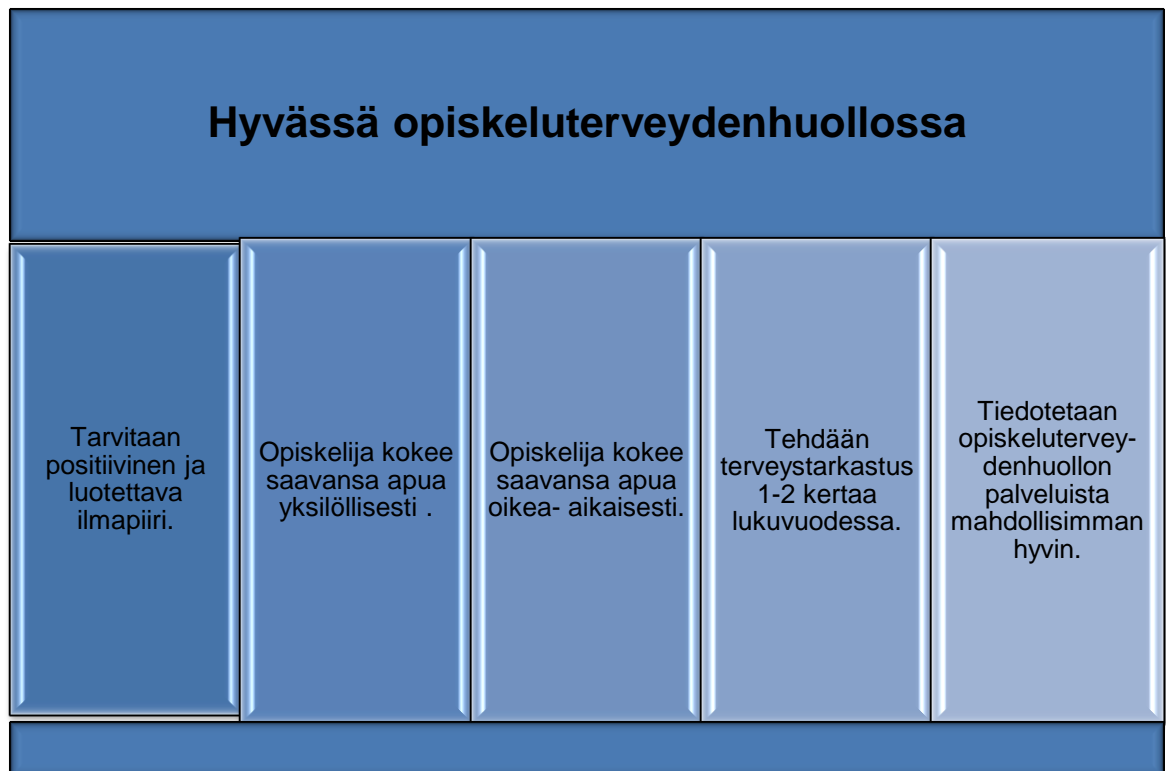 Hyvässä opiskeluterveydenhuollossa
Tarvitaan
positiivinen ja
luotettava
ilmapiiri.
Opiskelija kokee
saavansa apua
yksilöllisesti .
Opiskelija kokee
saavansa apua
oikea- aikaisesti.
Tehdään
terveystarkastus
1-2 kertaa
lukuvuodessa.
Tiedotetaan
opiskelutervey-
denhuollon
palveluista
mahdollisimman
hyvin.